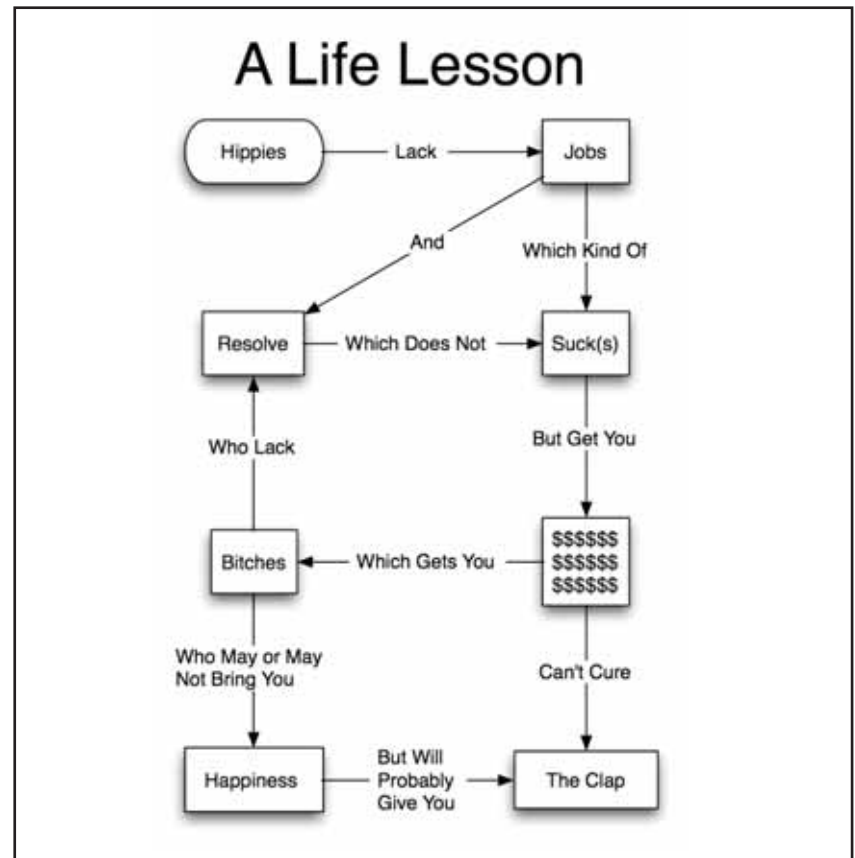 A Life Lesson
Hippies
Lack
Jobs
And
Which Kind Of
Resolve
Which Does Not
Suck(s)
Who Lack
But Get You
Bitches
Which Gets You
$$$$$$
$$$$$$
$$$$$$
Who May or May
Not Bring You
Can't Cure
Happiness
But Will
Probably
Give You
The Clap